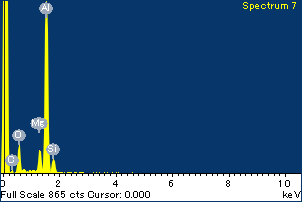 Spectrum 7
Al
Mg
O
Si
O
0 2 4 6 8 10
Full Scale 865 cts Cursor: 0.000 keV